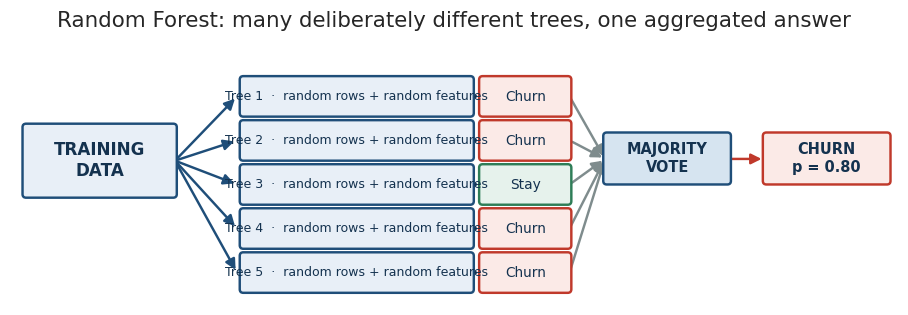 Random Forest: many deliberately different trees, one aggregated answer
TRAINING
DATA
Tree 1 · random rows + random features
Churn
Tree 2 · random rows + random features
Churn
Tree 3 · random rows + random features
Stay
Tree 4 · random rows + random features
Churn
Tree 5 · random rows + random features
Churn
MAJORITY
VOTE
CHURN
p = 0.80